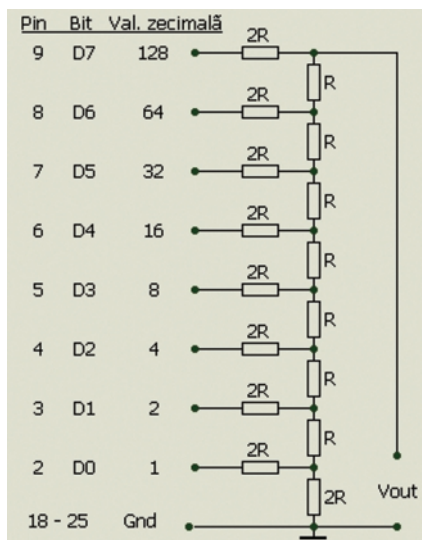 Pin Bit Val. zecimală
2R
9 D7 128
R
2R
8 D6 64
R
2R
7 D5 32
R
2R
6 D4 16
R
2R
5 D3 8
R
2R
4 D2 4
R
2R
3 D1 2
R
2R
2 D0 1
2R Vout
18 - 25 Gnd